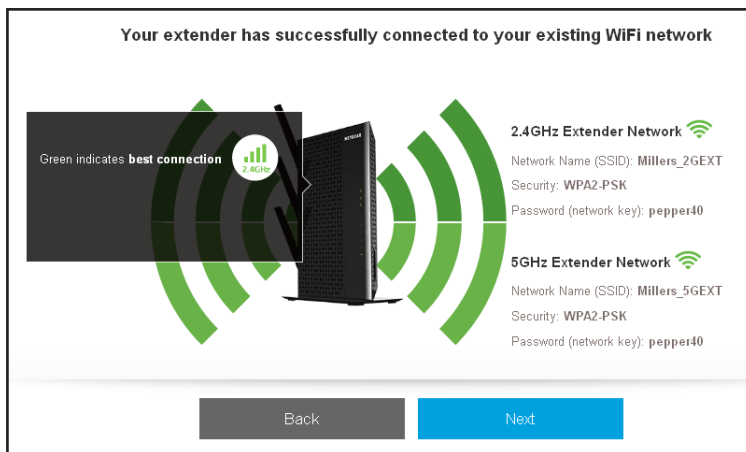 Your extender has successfully connected to your existing WiFi network
Green indicates best connection
2.4GHz
NETGEAR
2.4GHz Extender Network
Network Name (SSID): Millers_2GEXT
Security: WPA2-PSK
Password (network key): pepper40
5GHz Extender Network
Network Name (SSID): Millers_5GEXT
Security: WPA2-PSK
Password (network key): pepper40
Back
Next